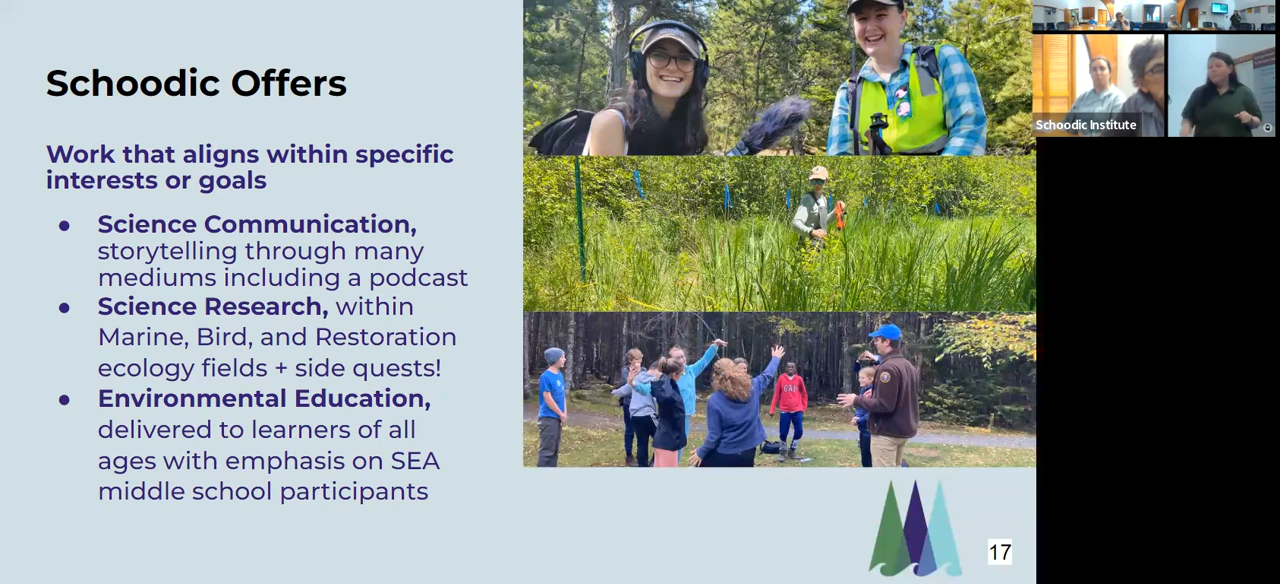 Schoodic Offers
Work that aligns within specific
interests or goals
● Science Communication,
storytelling through many
mediums including a podcast
● Science Research, within
Marine, Bird, and Restoration
ecology fields + side quests!
● Environmental Education,
delivered to learners of all
ages with emphasis on SEA
middle school participants
GAP
17
Schoodic Institute